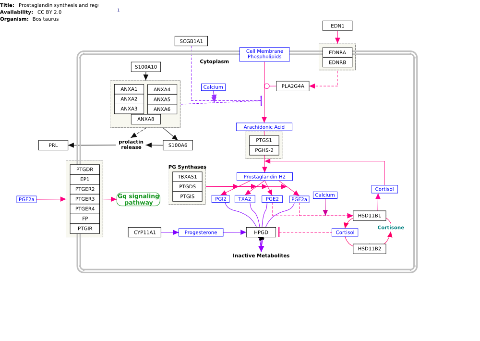 Title: Prostaglandin synthesis and reg-
Availability: CC BY 2.0
Organism: Bos taurus
EDN1
SCGB1A1
Cell Membrane
Phospholipids
EDNRA
EDNRB
Cytoplasm
S100A10
ANXA1
ANXA4
ANXA2
ANXA5
ANXA3
ANXA6
ANXA8
Calcium
PLA2G4A
Arachidonic Acid
PTGS1
PGHS-2
PRL
prolactin
release
S100A6
PG Synthases
TBXAS1
PTGDS
PTGIS
Prostaglandin H2
PTGDR
EP1
PTGER2
PTGER3
PTGER4
FP
PTGIR
PGF2a
Gq signaling
pathway
PGI2
TXA2
PGE2
PGF2a
Calcium
Cortisol
HSD11B1
Cortisone
HSD11B2
Cortisol
CYP11A1
Progesterone
HPGD
Inactive Metabolites